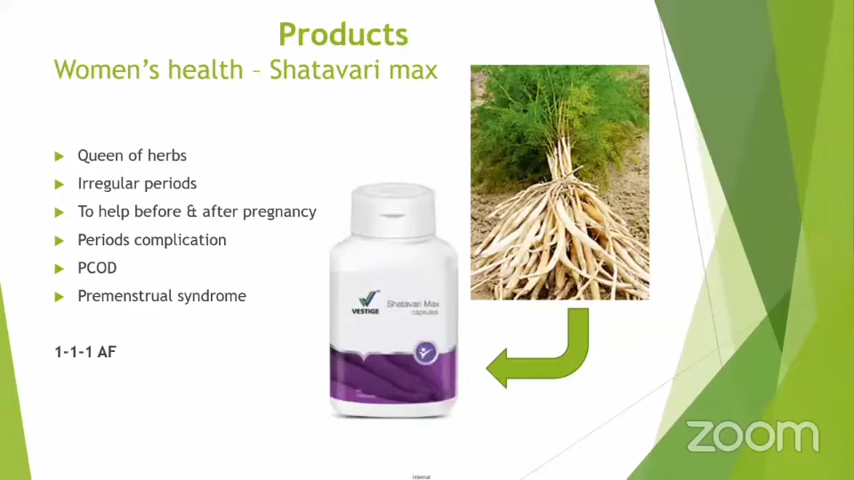 Products
Women's health – Shatavari max
Queen of herbs
Irregular periods
To help before & after pregnancy
Periods complication
PCOD
Premenstrual syndrome
1-1-1 AF
VESTIGE
Shatavari Max
capsules
zoom
Internal